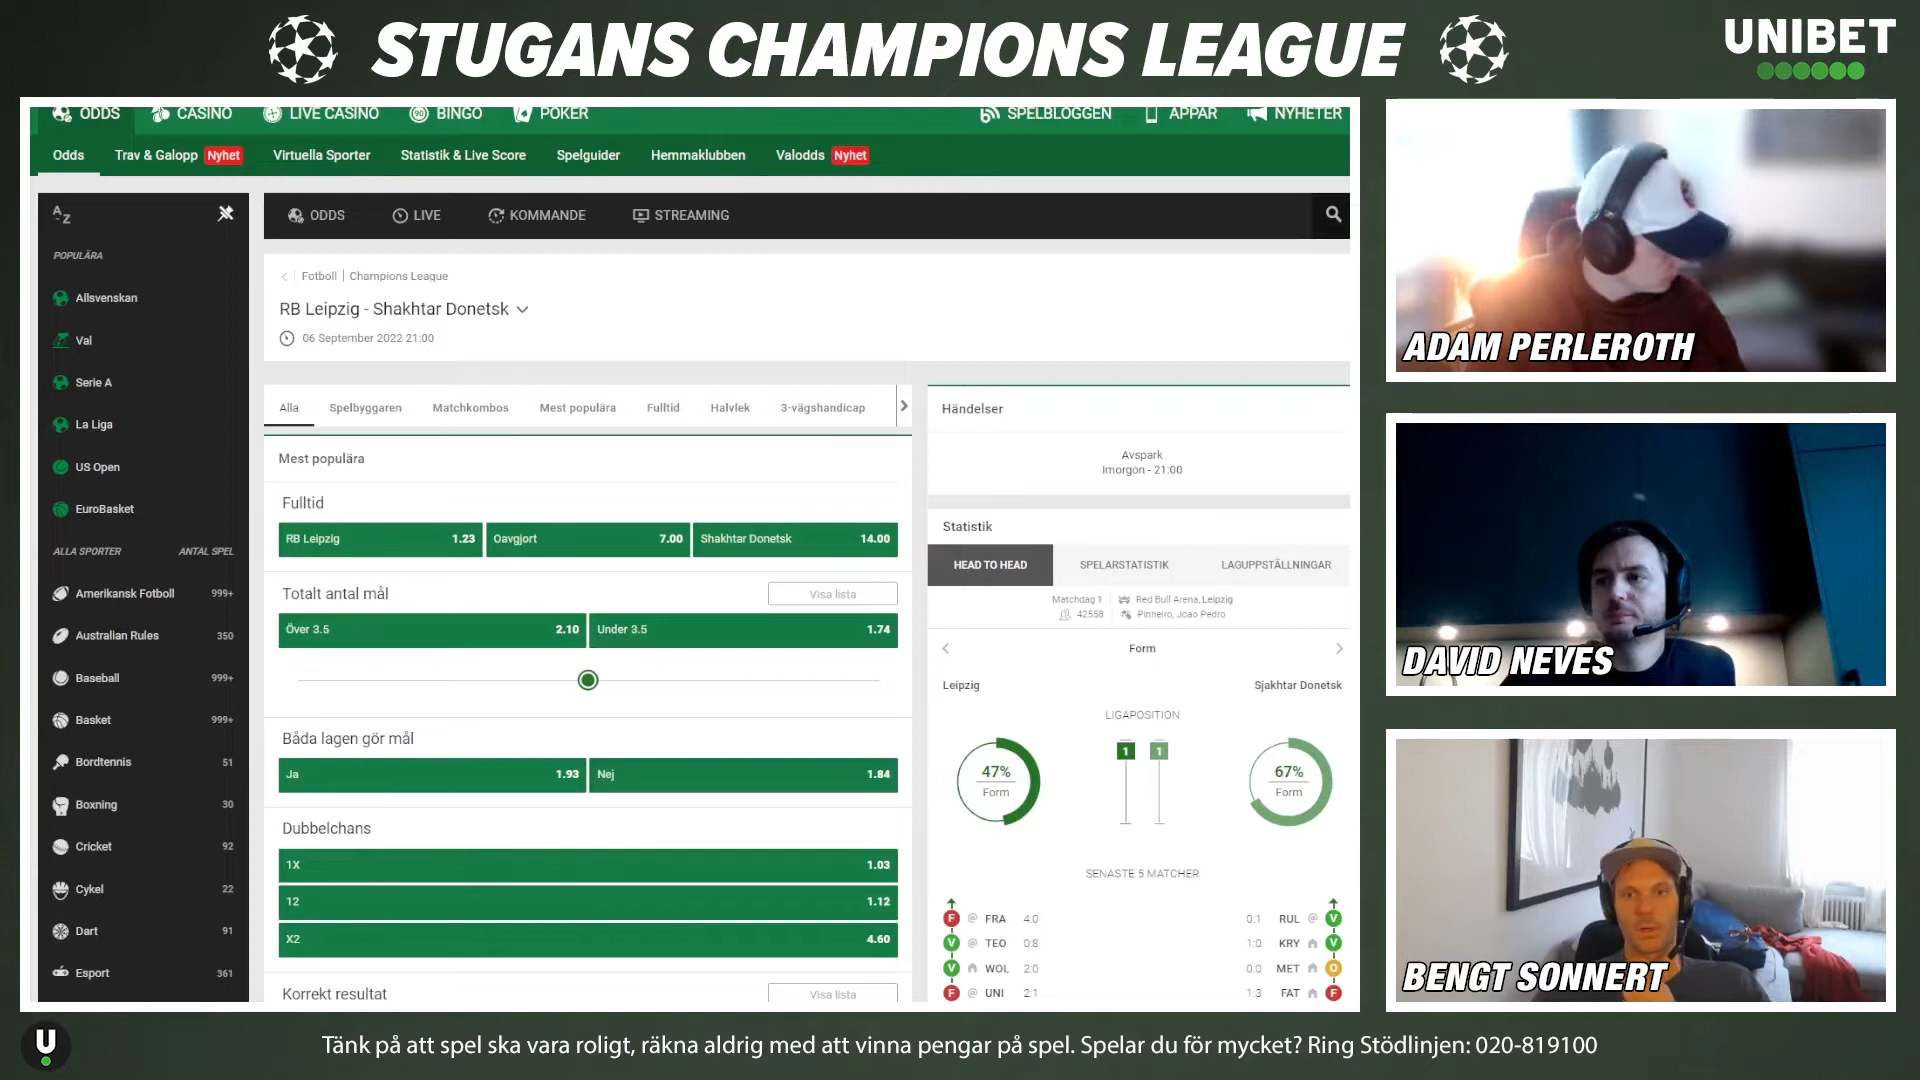 STUGANS CHAMPIONS LEAGUE
UNIBET
ODDS CASINO LIVE CASINO 90 BINGO POKER SPELBLOGGEN APPAR NYHETER
Odds Trav & Galopp Nyhet Virtuella Sporter Statistik & Live Score Spelguider Hemmaklubben Valodds Nyhet
A-Z
ODDS LIVE KOMMANDE STREAMING
POPULÄRA
Allsvenskan
Val
Serie A
La Liga
US Open
EuroBasket
ALLA SPORTER ANTAL SPEL
Amerikansk Fotboll 999+
Australian Rules 350
Baseball 999+
Basket 999+
Bordtennis 51
Boxning 30
Cricket 92
Cykel 22
Dart 91
Esport 361
Fotboll | Champions League
RB Leipzig - Shakhtar Donetsk
06 September 2022 21:00
Alla Spelbyggaren Matchkombos Mest populära Fulltid Halvlek 3-vägshandicap
Mest populära
Fulltid
RB Leipzig 1.23 Oavgjort 7.00 Shakhtar Donetsk 14.00
Totalt antal mål Visa lista
Över 3.5 2.10 Under 3.5 1.74
Båda lagen gör mål
Ja 1.93 Nej 1.84
Dubbelchans
1X 1.03
12 1.12
X2 4.60
Korrekt resultat Visa lista
Händelser
Avspark
Imorgon - 21:00
Statistik
HEAD TO HEAD SPELARSTATISTIK LAGUPPSTÄLLNINGAR
Matchdag 1 Red Bull Arena, Leipzig
42558 Pinheiro, Joao Pedro
Form
Leipzig Sjakhtar Donetsk
LIGAPOSITION
47% Form 1 1 67% Form
SENASTE 5 MATCHER
F @ FRA 4:0 0:1 RUL @ V
V @ TEO 0:8 1:0 KRY V
V WOL 2:0 0:0 MET O
F @ UNI 2:1 1:3 FAT F
ADAM PERLEROTH
DAVID NEVES
BENGT SONNERT
U
Tänk på att spel ska vara roligt, räkna aldrig med att vinna pengar på spel. Spelar du för mycket? Ring Stödlinjen: 020-819100